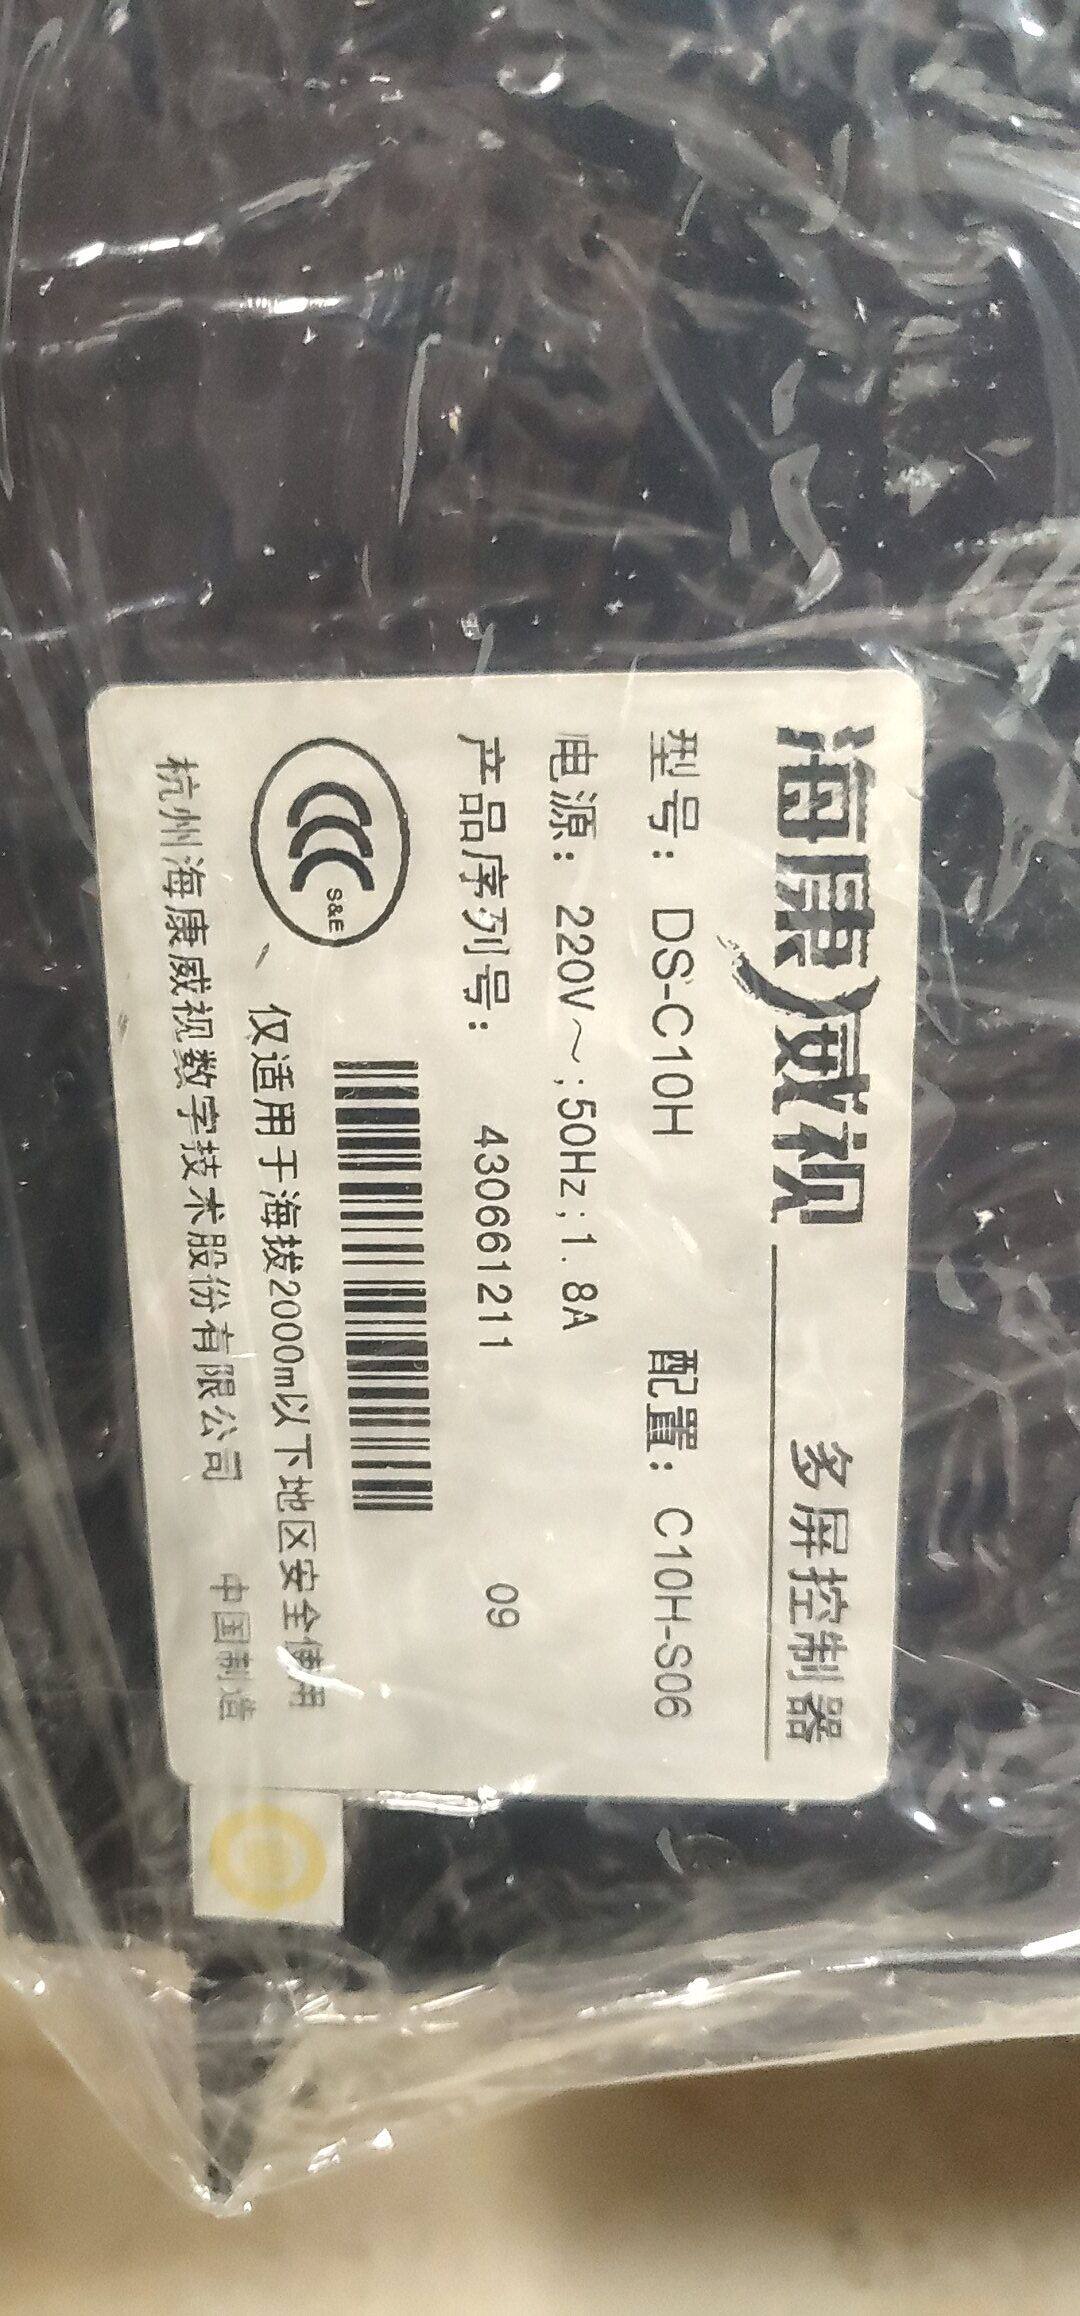 海康威视 多屏控制器
型号：DS-C10H 配置：C10H-S06
电源：220V～;50Hz;1.8A
产品序列号：430661211 09
CCC S&E
仅适用于海拔2000m以下地区安全使用
杭州海康威视数字技术股份有限公司 中国制造